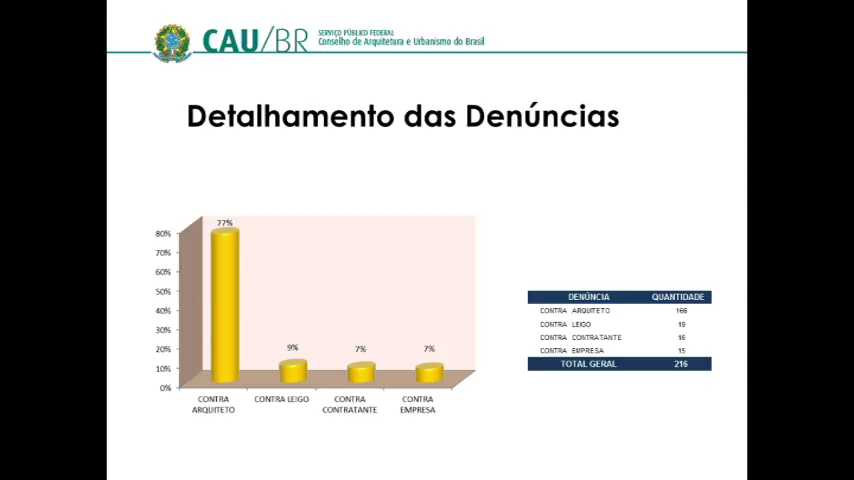 CAU/BR
SERVIÇO PÚBLICO FEDERAL
Conselho de Arquitetura e Urbanismo do Brasil
Detalhamento das Denúncias
77%
80%
70%
60%
50%
40%
30%
20%
10%
0%
9%
7%
7%
CONTRA ARQUITETO
CONTRA LEIGO
CONTRA CONTRATANTE
CONTRA EMPRESA
DENÚNCIA QUANTIDADE
CONTRA ARQUITETO 166
CONTRA LEIGO 19
CONTRA CONTRATANTE 16
CONTRA EMPRESA 15
TOTAL GERAL 216